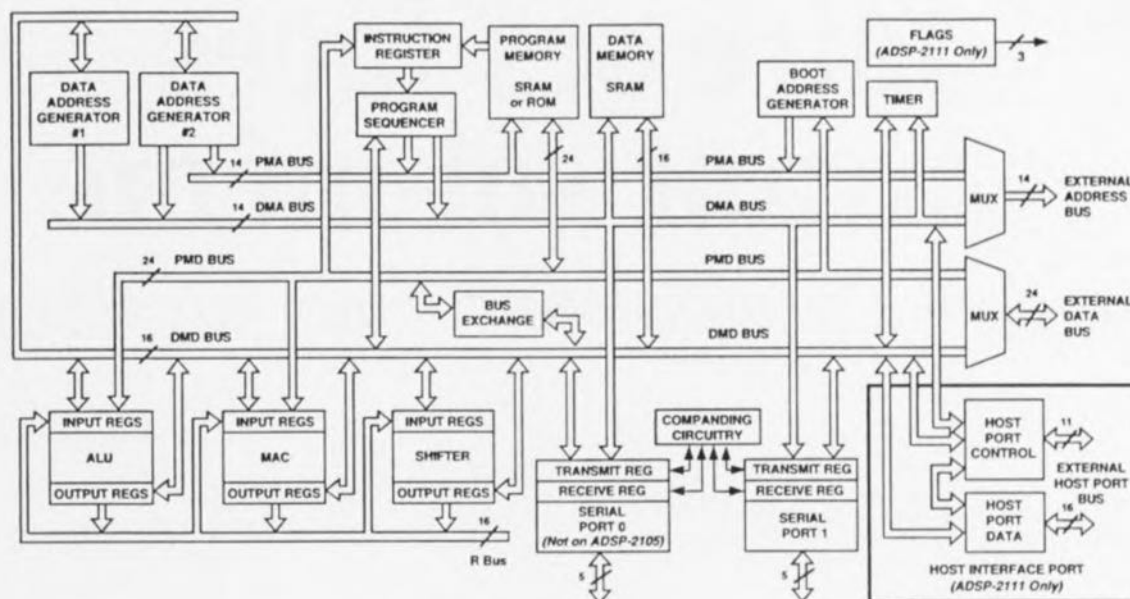 DATA
ADDRESS
GENERATOR
#1
DATA
ADDRESS
GENERATOR
#2
INSTRUCTION
REGISTER
PROGRAM
SEQUENCER
PROGRAM
MEMORY
SRAM
or ROM
DATA
MEMORY
SRAM
BOOT
ADDRESS
GENERATOR
FLAGS
(ADSP-2111 Only)
3
TIMER
24
16
14
PMA BUS
PMA BUS
14
DMA BUS
DMA BUS
MUX
14
EXTERNAL
ADDRESS
BUS
24
PMD BUS
PMD BUS
BUS
EXCHANGE
16
DMD BUS
DMD BUS
MUX
24
EXTERNAL
DATA
BUS
INPUT REGS
ALU
OUTPUT REGS
INPUT REGS
MAC
OUTPUT REGS
INPUT REGS
SHIFTER
OUTPUT REGS
16
R Bus
COMPANDING
CIRCUITRY
TRANSMIT REG
RECEIVE REG
SERIAL
PORT 0
(Not on ADSP-2105)
5
TRANSMIT REG
RECEIVE REG
SERIAL
PORT 1
5
HOST
PORT
CONTROL
11
EXTERNAL
HOST PORT
BUS
HOST
PORT
DATA
16
HOST INTERFACE PORT
(ADSP-2111 Only)